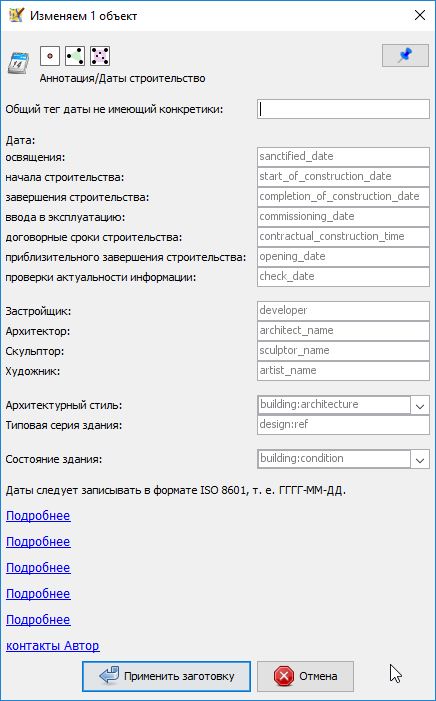 Изменяем 1 объект
14
Аннотация/Даты строительство
Общий тег даты не имеющий конкретики:
Дата:
освящения: sanctified_date
начала строительства: start_of_construction_date
завершения строительства: completion_of_construction_date
ввода в эксплуатацию: commissioning_date
договорные сроки строительства: contractual_construction_time
приблизительного завершения строительства: opening_date
проверки актуальности информации: check_date
Застройщик: developer
Архитектор: architect_name
Скульптор: sculptor_name
Художник: artist_name
Архитектурный стиль: building:architecture
Типовая серия здания: design:ref
Состояние здания: building:condition
Даты следует записывать в формате ISO 8601, т. е. ГГГГ-ММ-ДД.
Подробнее
Подробнее
Подробнее
Подробнее
Подробнее
контакты Автор
Применить заготовку Отмена